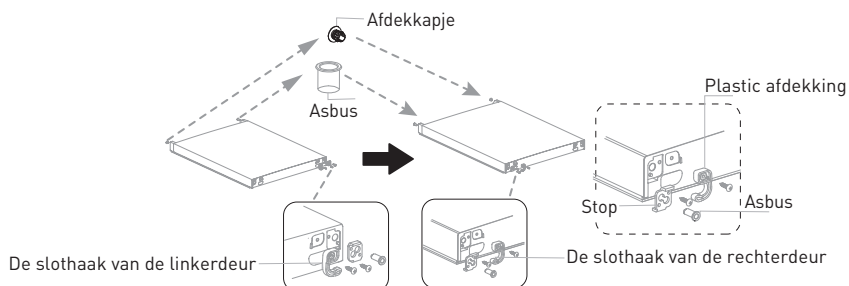 Afdekkapje
Asbus
Plastic afdekking
Stop
Asbus
De slothaak van de linkerdeur
De slothaak van de rechterdeur